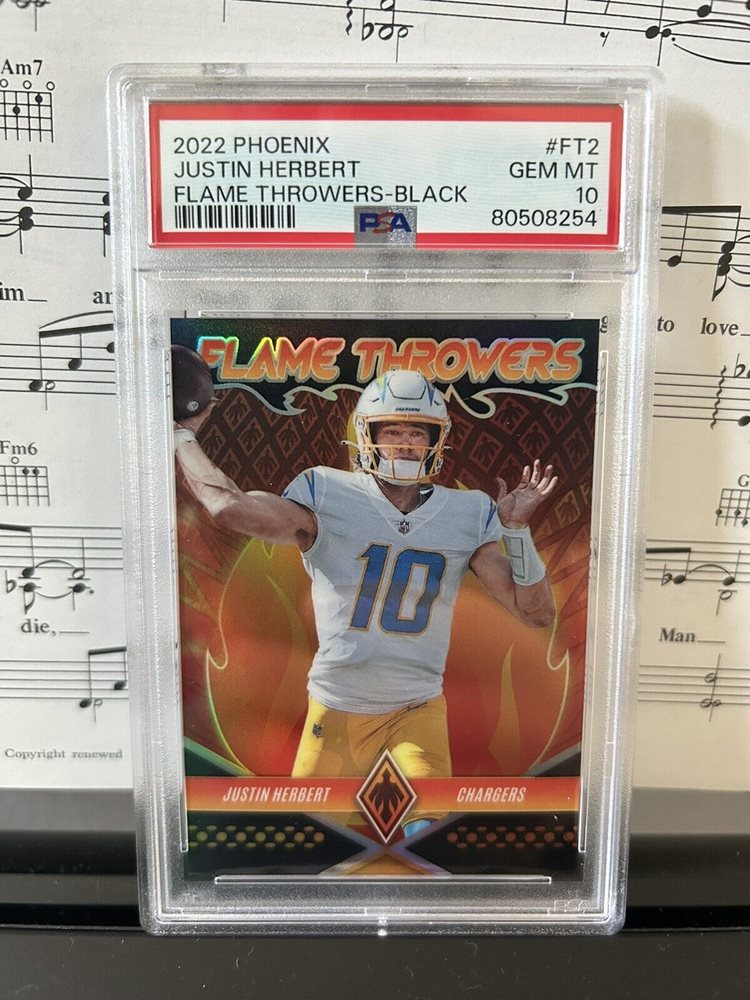 Am7
2022 PHOENIX
#FT2
JUSTIN HERBERT
GEM MT
FLAME THROWERS-BLACK
10
PSA
80508254
to love
FLAME THROWERS
CHARGERS
Fm6
10
die,
Man
Copyright renewed
JUSTIN HERBERT
CHARGERS